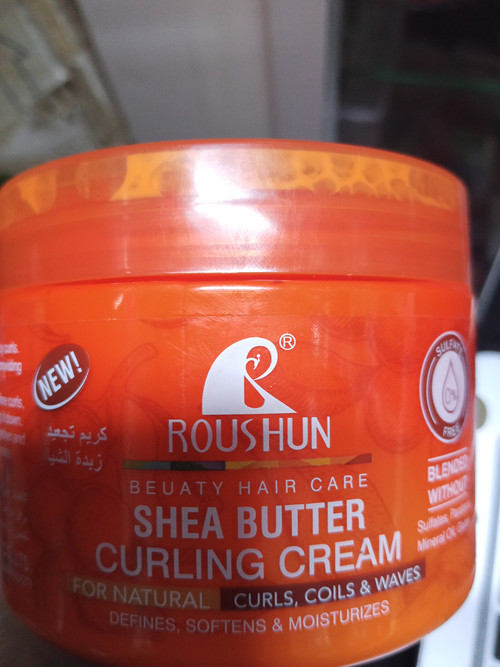 NEW!
كريم تجعيد
زبدة الشيا
®
ROUSHUN
BEUATY HAIR CARE
SHEA BUTTER
CURLING CREAM
FOR NATURAL CURLS, COILS & WAVES
DEFINES, SOFTENS & MOISTURIZES
SULFATE
0%
FREE
BLENDED
WITHOUT
Sulfates,
Mineral Oil,